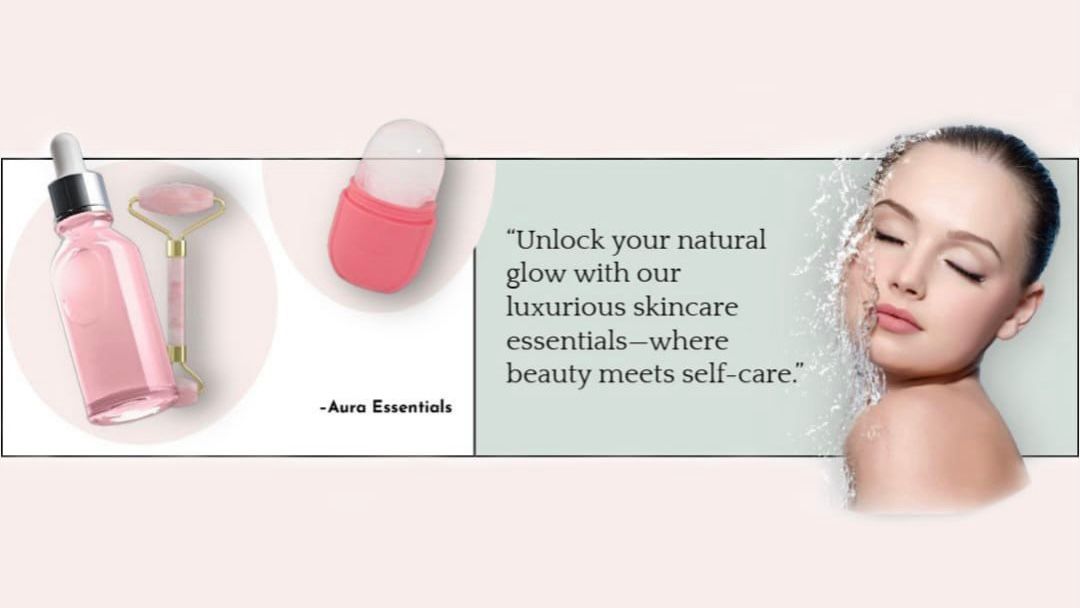 “Unlock your natural
glow with our
luxurious skincare
essentials—where
beauty meets self-care.”
–Aura Essentials